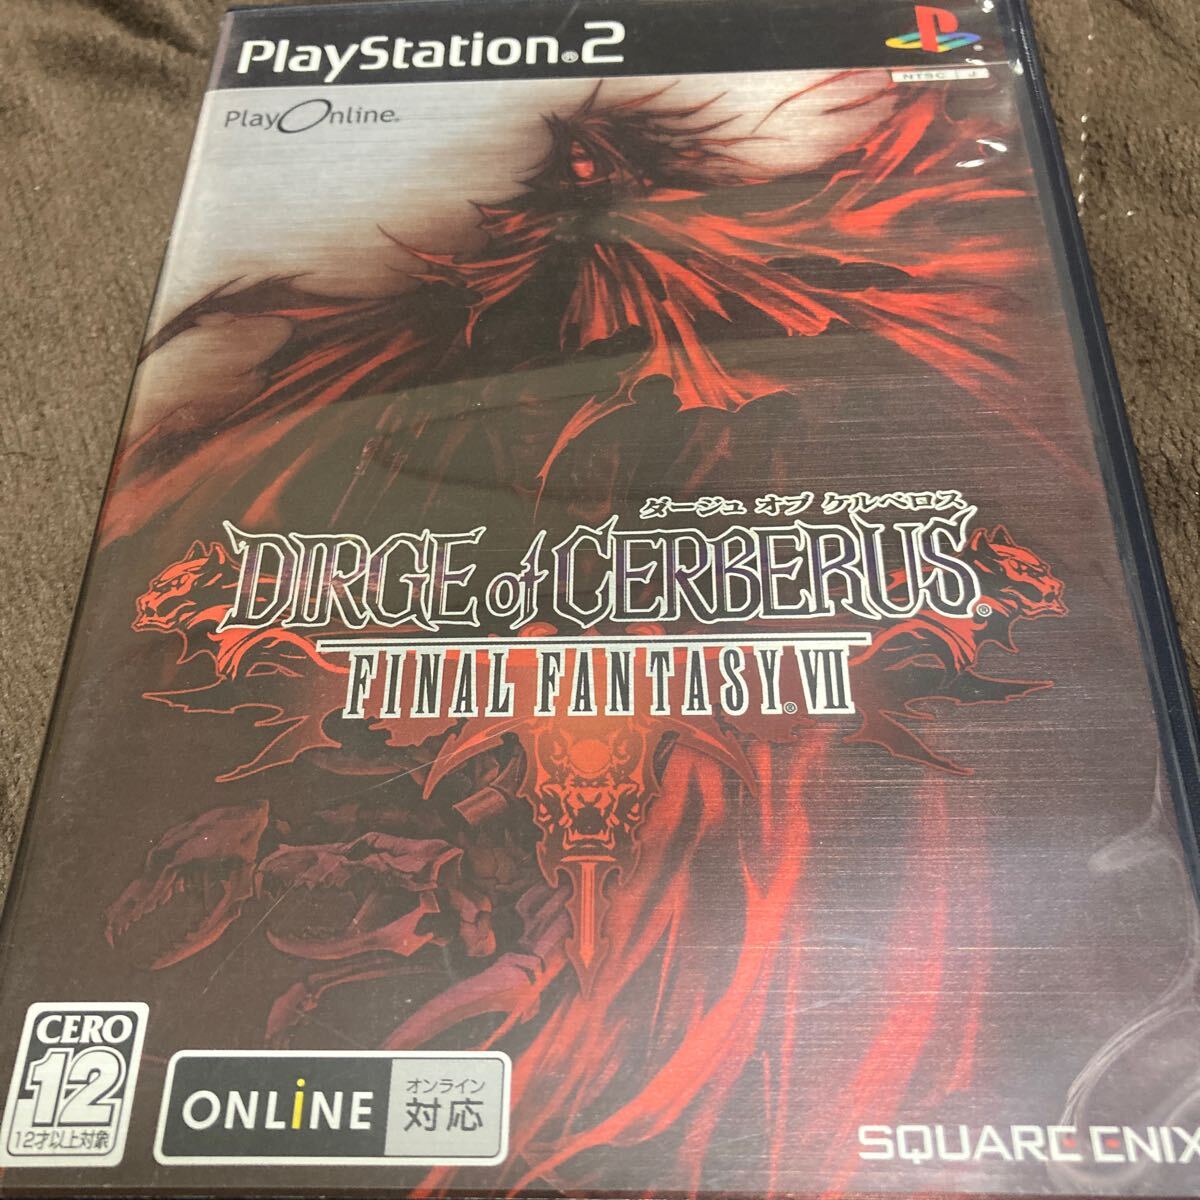 PlayStation®2
NTSC J
PlayOnline®
ダージュ オブ ケルベロス
DIRGE of CERBERUS®
FINAL FANTASY® VII
CERO
12
12才以上対象
ONLiNE
オンライン
対応
SQUARE ENIX